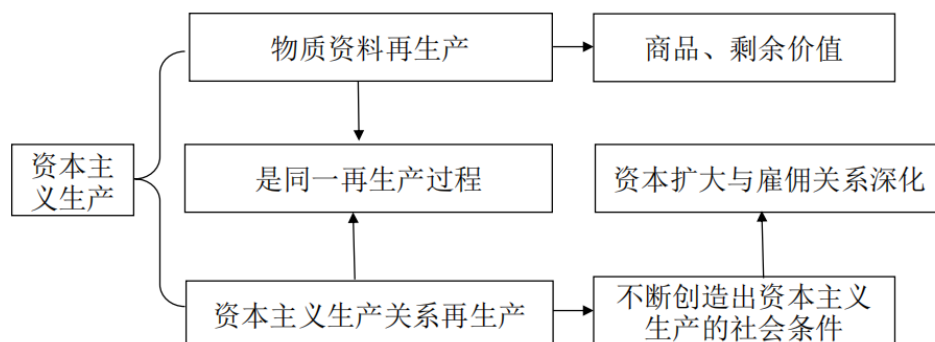 物质资料再生产
商品、剩余价值
资本主
义生产
是同一再生产过程
资本扩大与雇佣关系深化
资本主义生产关系再生产
不断创造出资本主义
生产的社会条件